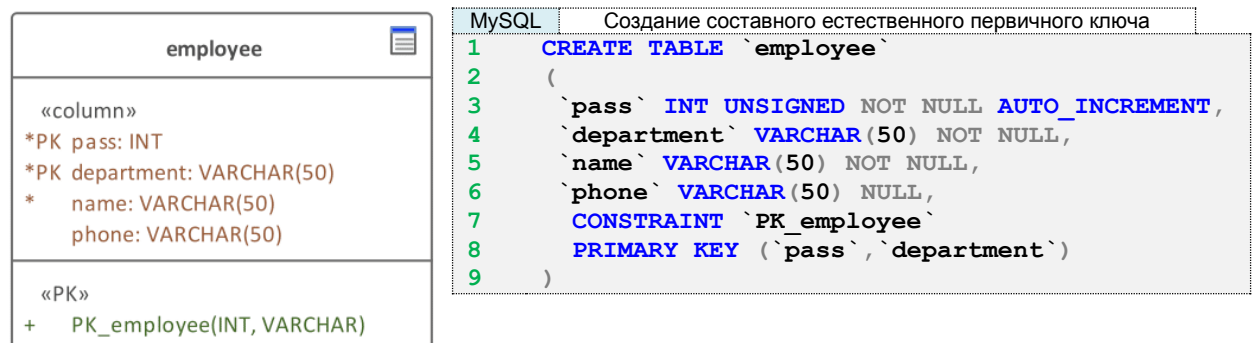 employee
«column»
*PK pass: INT
*PK department: VARCHAR(50)
* name: VARCHAR(50)
phone: VARCHAR(50)
«PK»
+ PK_employee(INT, VARCHAR)
MySQL Создание составного естественного первичного ключа
1 CREATE TABLE `employee`
2 (
3 `pass` INT UNSIGNED NOT NULL AUTO_INCREMENT,
4 `department` VARCHAR(50) NOT NULL,
5 `name` VARCHAR(50) NOT NULL,
6 `phone` VARCHAR(50) NULL,
7 CONSTRAINT `PK_employee`
8 PRIMARY KEY (`pass`,`department`)
9 )